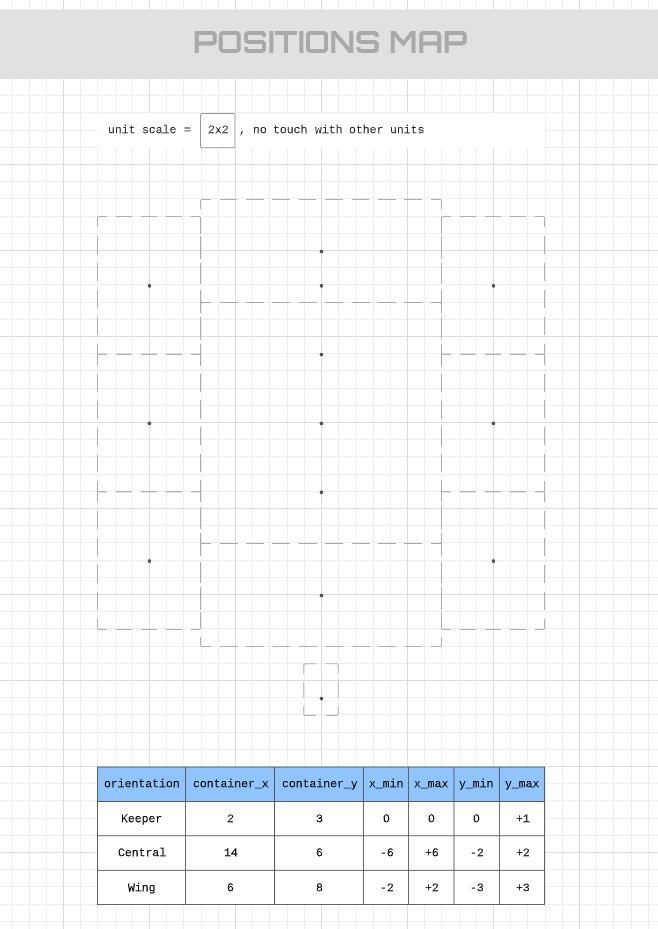 POSITIONS MAP
unit scale = 2x2 , no touch with other units
orientation container_x container_y x_min x_max y_min y_max
Keeper 2 3 0 0 0 +1
Central 14 6 -6 +6 -2 +2
Wing 6 8 -2 +2 -3 +3